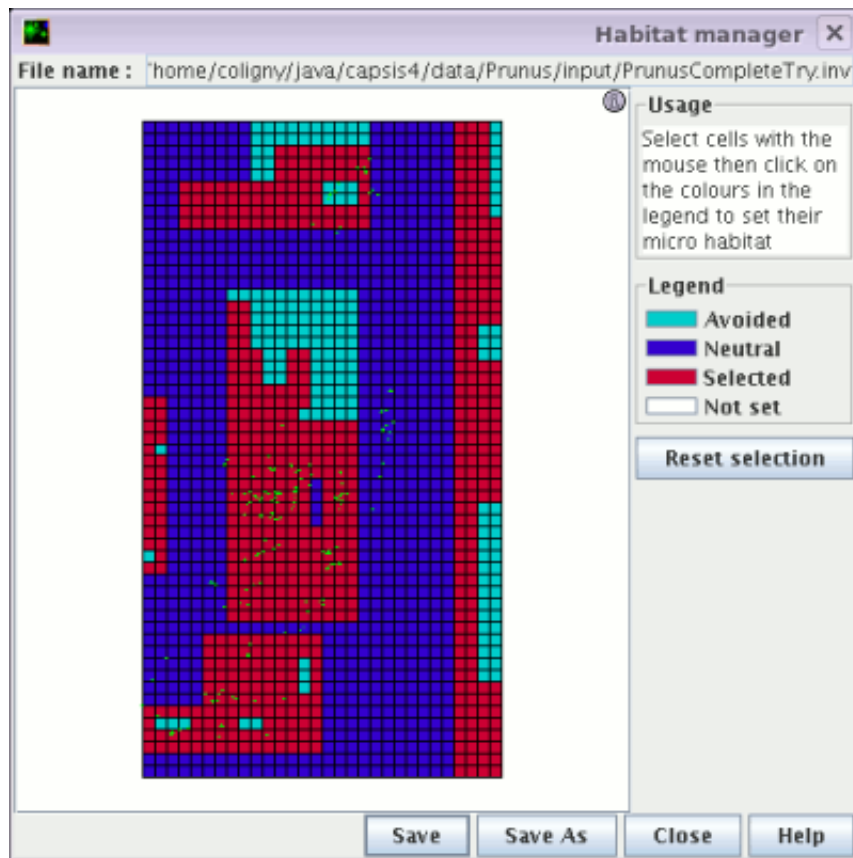 Habitat manager
File name : 'home/coligny/java/capsis4/data/Prunus/input/PrunusCompleteTry.inv
Usage
Select cells with the
mouse then click on
the colours in the
legend to set their
micro habitat
Legend
Avoided
Neutral
Selected
Not set
Reset selection
Save
Save As
Close
Help